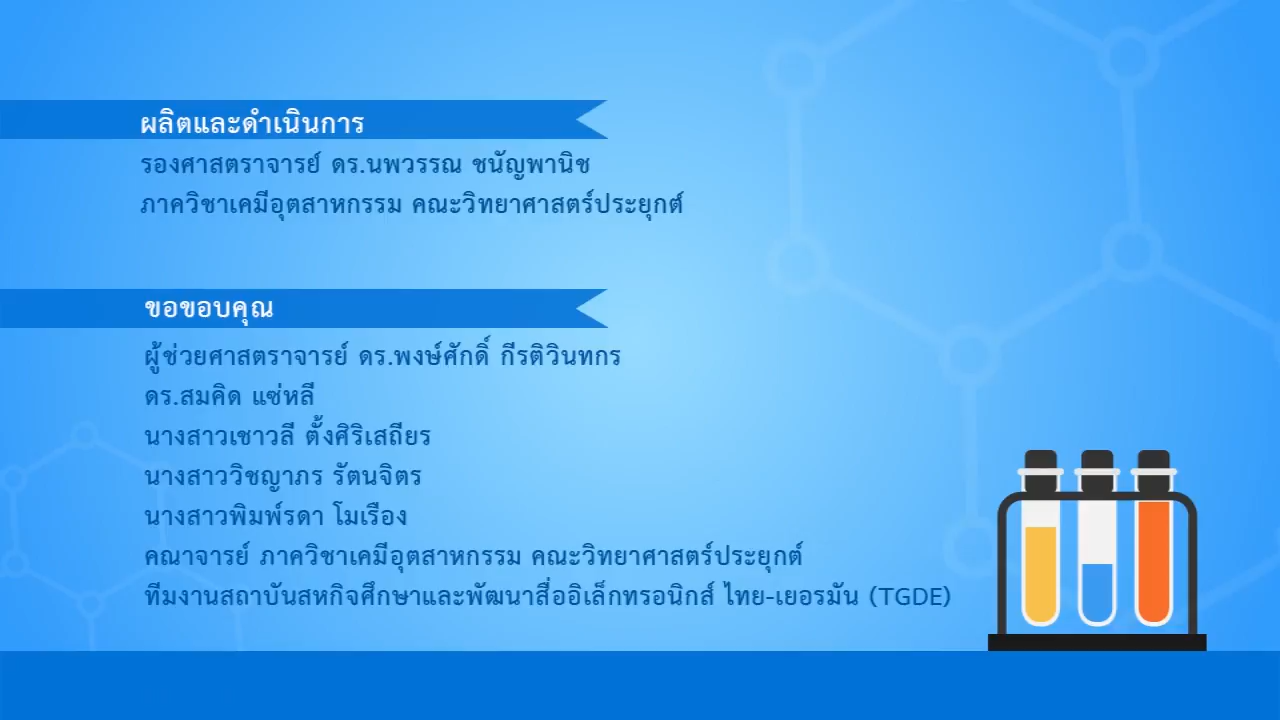 ผลิตและดำเนินการ
รองศาสตราจารย์ ดร.นพวรรณ ชนัญพานิช
ภาควิชาเคมีอุตสาหกรรม คณะวิทยาศาสตร์ประยุกต์
ขอขอบคุณ
ผู้ช่วยศาสตราจารย์ ดร.พงษ์ศักดิ์ กีรติวินทกร
ดร.สมคิด แซ่หลี
นางสาวเชาวลี ตั้งศิริเสถียร
นางสาววิชญาภร รัตนจิตร
นางสาวพิมพ์รดา โมเรือง
คณาจารย์ ภาควิชาเคมีอุตสาหกรรม คณะวิทยาศาสตร์ประยุกต์
ทีมงานสถาบันสหกิจศึกษาและพัฒนาสื่ออิเล็กทรอนิกส์ ไทย-เยอรมัน (TGDE)